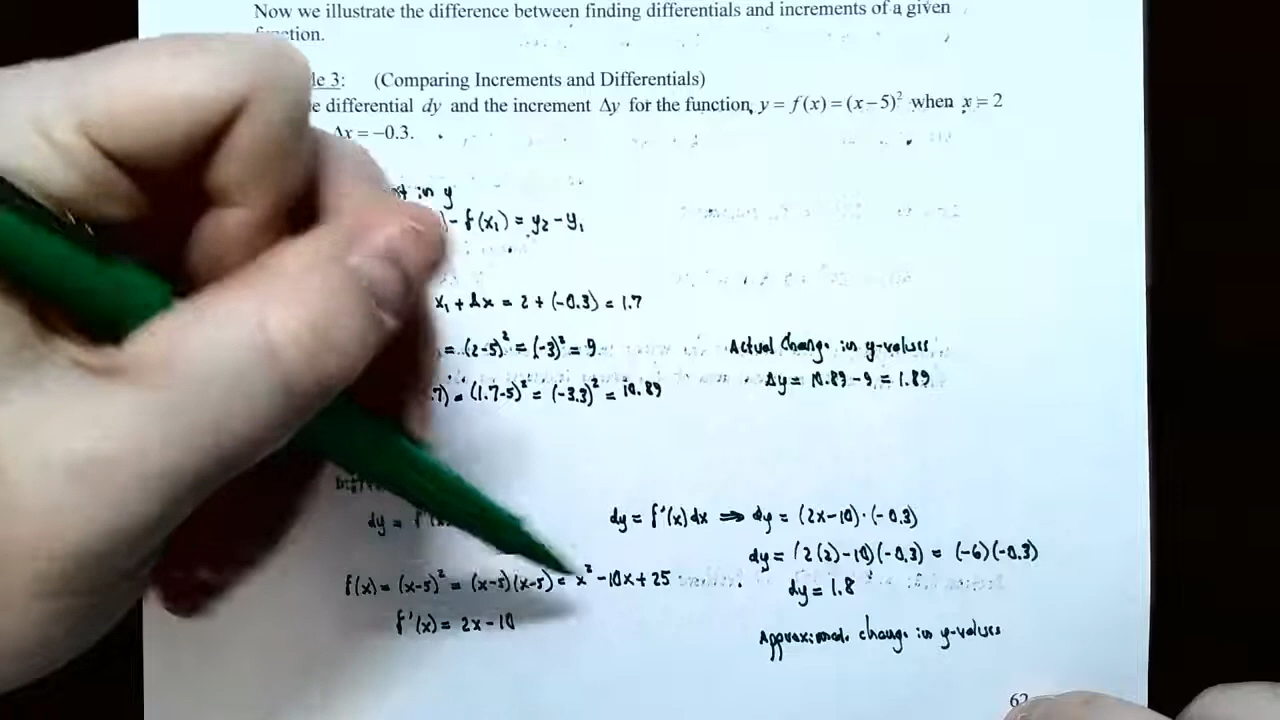 Now we illustrate the difference between finding differentials and increments of a given
function.
le 3: (Comparing Increments and Differentials)
e differential dy and the increment Δy for the function, y = f(x) = (x−5)² when x = 2
Δx = −0.3.
in y
- f(x₁) = y₂ - y₁
x₁ + Δx = 2 + (-0.3) = 1.7
= (2-5)² = (-3)² = 9
Actual change in y-values
.7) = (1.7-5)² = (-3.3)² = 10.89
Δy = 10.89 - 9 = 1.89
dy = f'(x
dy = f'(x)dx ⟹ dy = (2x-10)·(-0.3)
dy = (2(2)-10)(-0.3) = (-6)(-0.3)
f(x) = (x-5)² = (x-5)(x-5) = x² - 10x + 25
dy = 1.8
f'(x) = 2x - 10
Approximate change in y-values